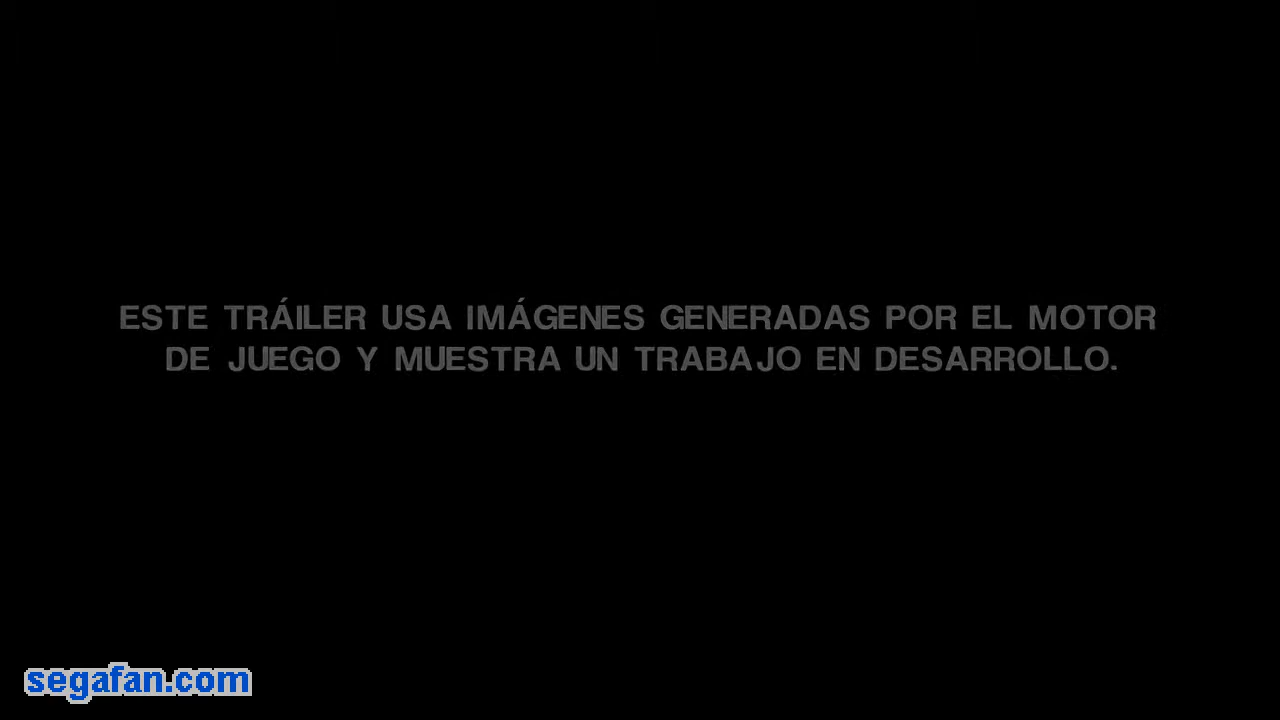 ESTE TRÁILER USA IMÁGENES GENERADAS POR EL MOTOR
DE JUEGO Y MUESTRA UN TRABAJO EN DESARROLLO.
segafan.com